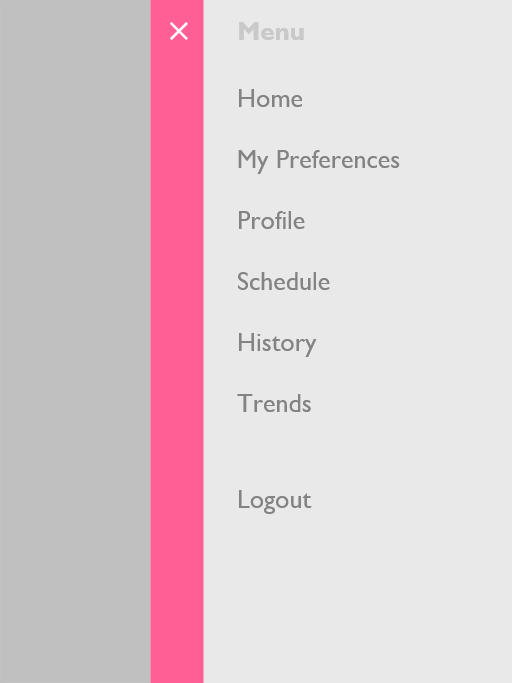 Menu
Home
My Preferences
Profile
Schedule
History
Trends
Logout